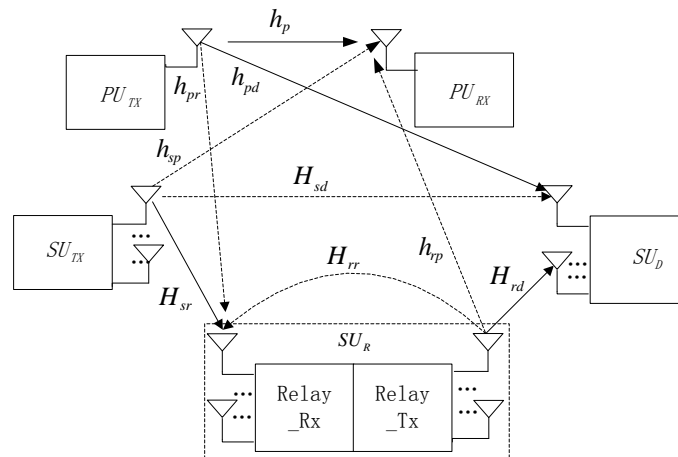 h_p
PU_TX
h_pr
h_pd
PU_RX
h_sp
H_sd
SU_TX
...
...
H_sr
H_rr
h_rp
H_rd
...
...
SU_D
SU_R
...
...
Relay _Rx
Relay _Tx
...
...